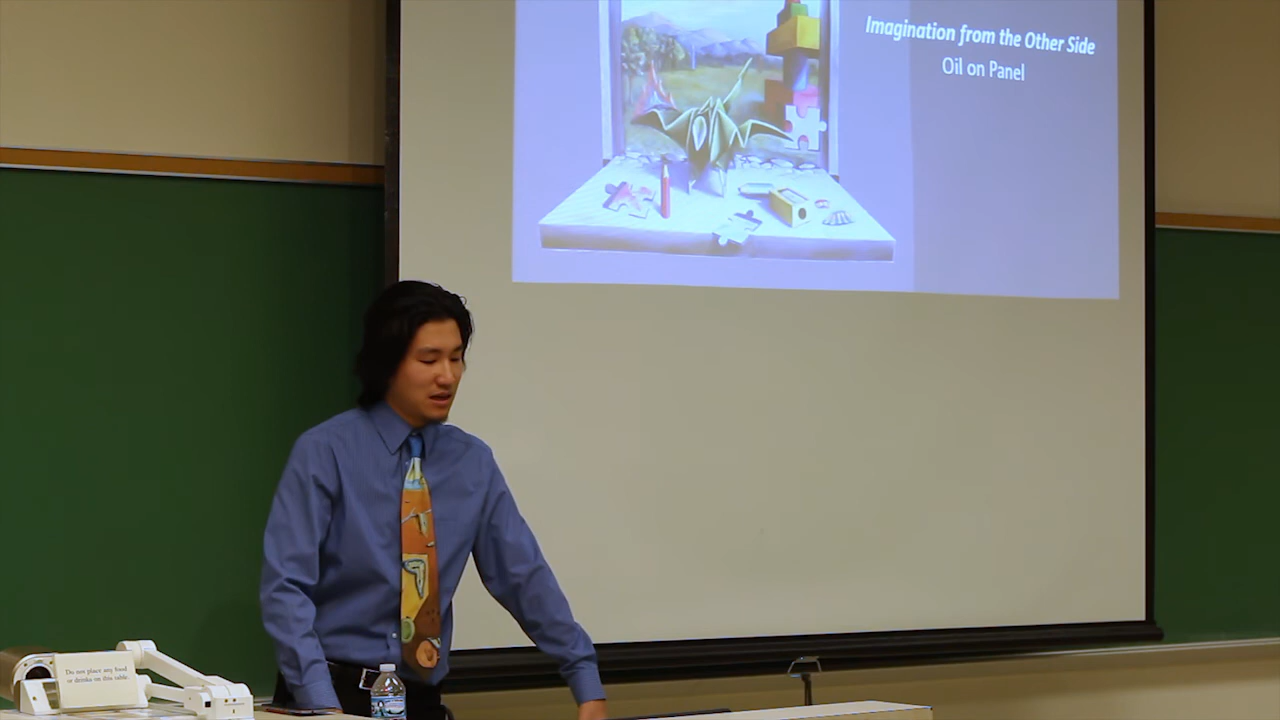 Imagination from the Other Side
Oil on Panel
Do not place any food
or drinks on this table.